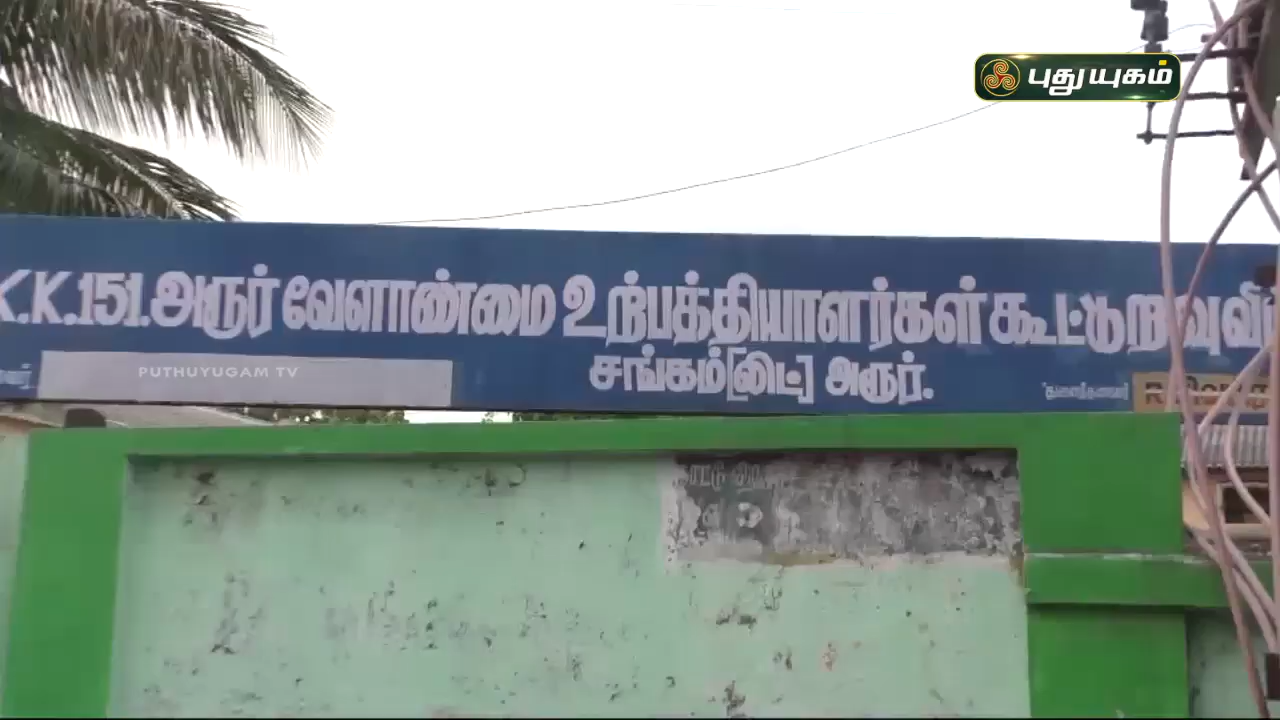 புதுயுகம்
K.K.151.அரூர் வேளாண்மை உற்பத்தியாளர்கள் கூட்டுறவு
சங்கம்[லிட்] அரூர்.
PUTHUYUGAM TV